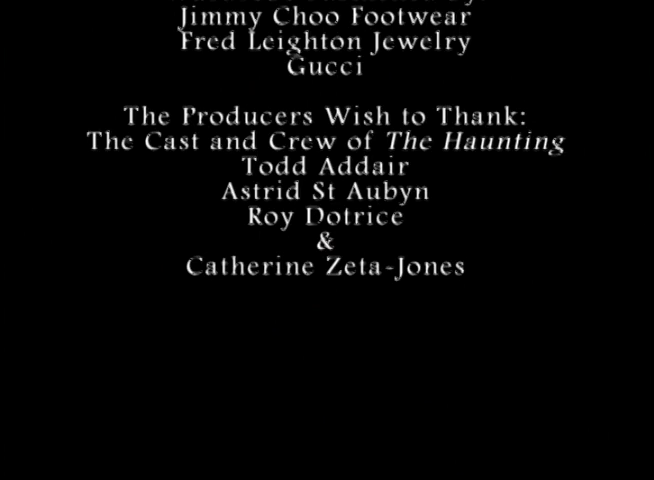 Jimmy Choo Footwear
Fred Leighton Jewelry
Gucci
The Producers Wish to Thank:
The Cast and Crew of The Haunting
Todd Addair
Astrid St Aubyn
Roy Dotrice
&
Catherine Zeta-Jones